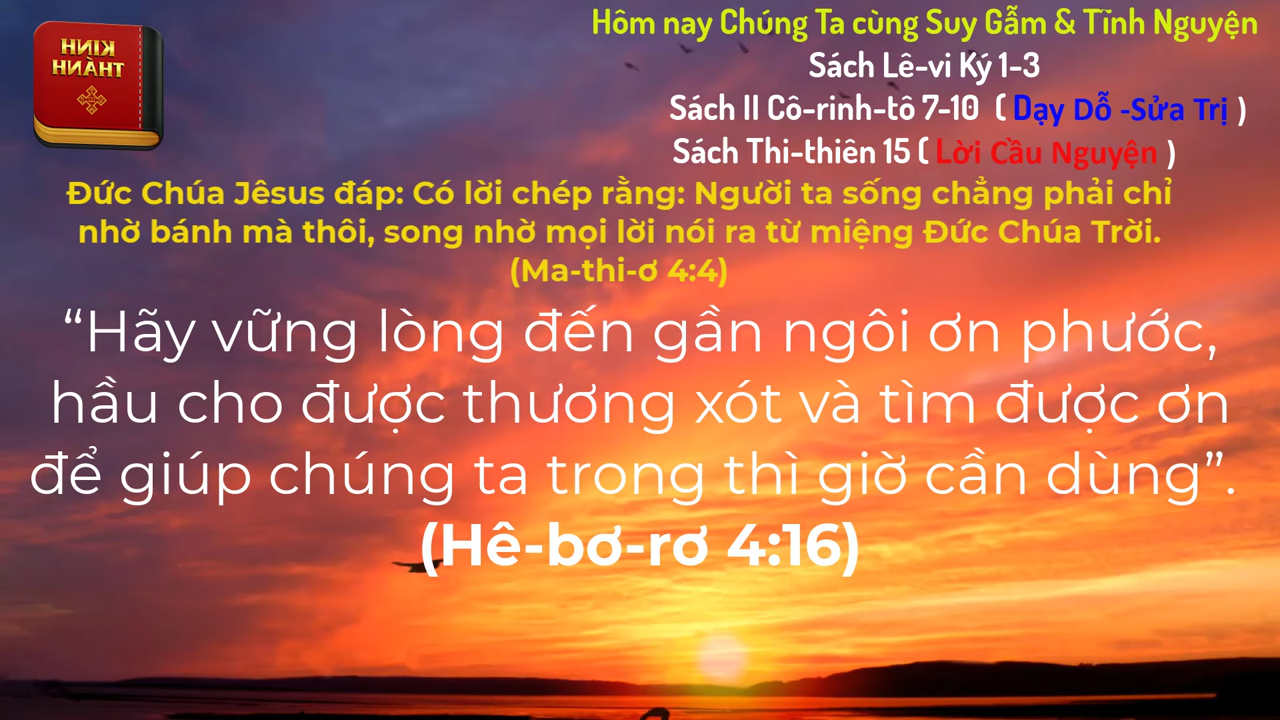 KINH
THÁNH
Hôm nay Chúng Ta cùng Suy Gẫm & Tĩnh Nguyện
Sách Lê-vi Ký 1-3
Sách II Cô-rinh-tô 7-10 ( Dạy Dỗ -Sửa Trị )
Sách Thi-thiên 15 ( Lời Cầu Nguyện )
Đức Chúa Jêsus đáp: Có lời chép rằng: Người ta sống chẳng phải chỉ
nhờ bánh mà thôi, song nhờ mọi lời nói ra từ miệng Đức Chúa Trời.
(Ma-thi-ơ 4:4)
“Hãy vững lòng đến gần ngôi ơn phước,
hầu cho được thương xót và tìm được ơn
để giúp chúng ta trong thì giờ cần dùng”.
(Hê-bơ-rơ 4:16)